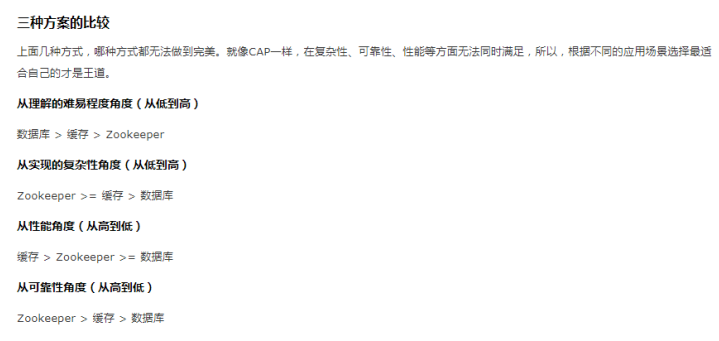 三种方案的比较
上面几种方式，哪种方式都无法做到完美。就像CAP一样，在复杂性、可靠性、性能等方面无法同时满足，所以，根据不同的应用场景选择最适
合自己的才是王道。
从理解的难易程度角度（从低到高）
数据库 > 缓存 > Zookeeper
从实现的复杂性角度（从低到高）
Zookeeper >= 缓存 > 数据库
从性能角度（从高到低）
缓存 > Zookeeper >= 数据库
从可靠性角度（从高到低）
Zookeeper > 缓存 > 数据库